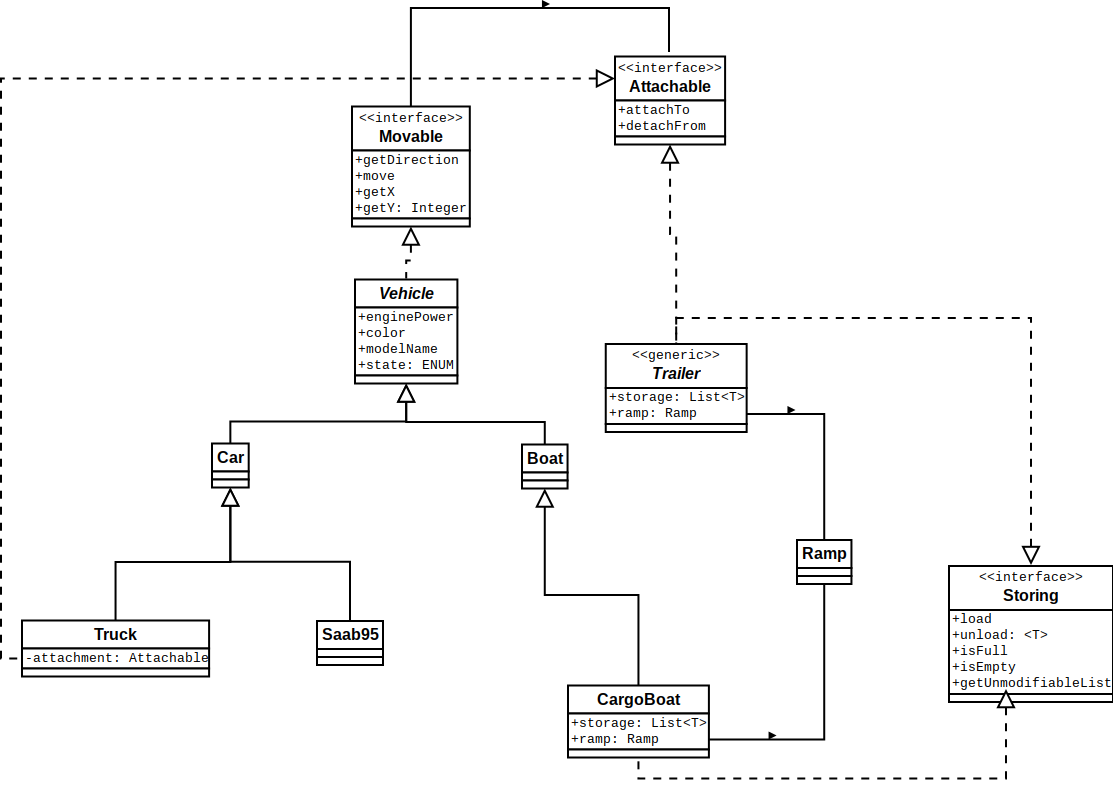 <<interface>>
Attachable
+attachTo
+detachFrom
<<interface>>
Movable
+getDirection
+move
+getX
+getY: Integer
Vehicle
+enginePower
+color
+modelName
+state: ENUM
<<generic>>
Trailer
+storage: List<T>
+ramp: Ramp
Car
Boat
Ramp
<<interface>>
Storing
+load
+unload: <T>
+isFull
+isEmpty
+getUnmodifiableList
Truck
-attachment: Attachable
Saab95
CargoBoat
+storage: List<T>
+ramp: Ramp